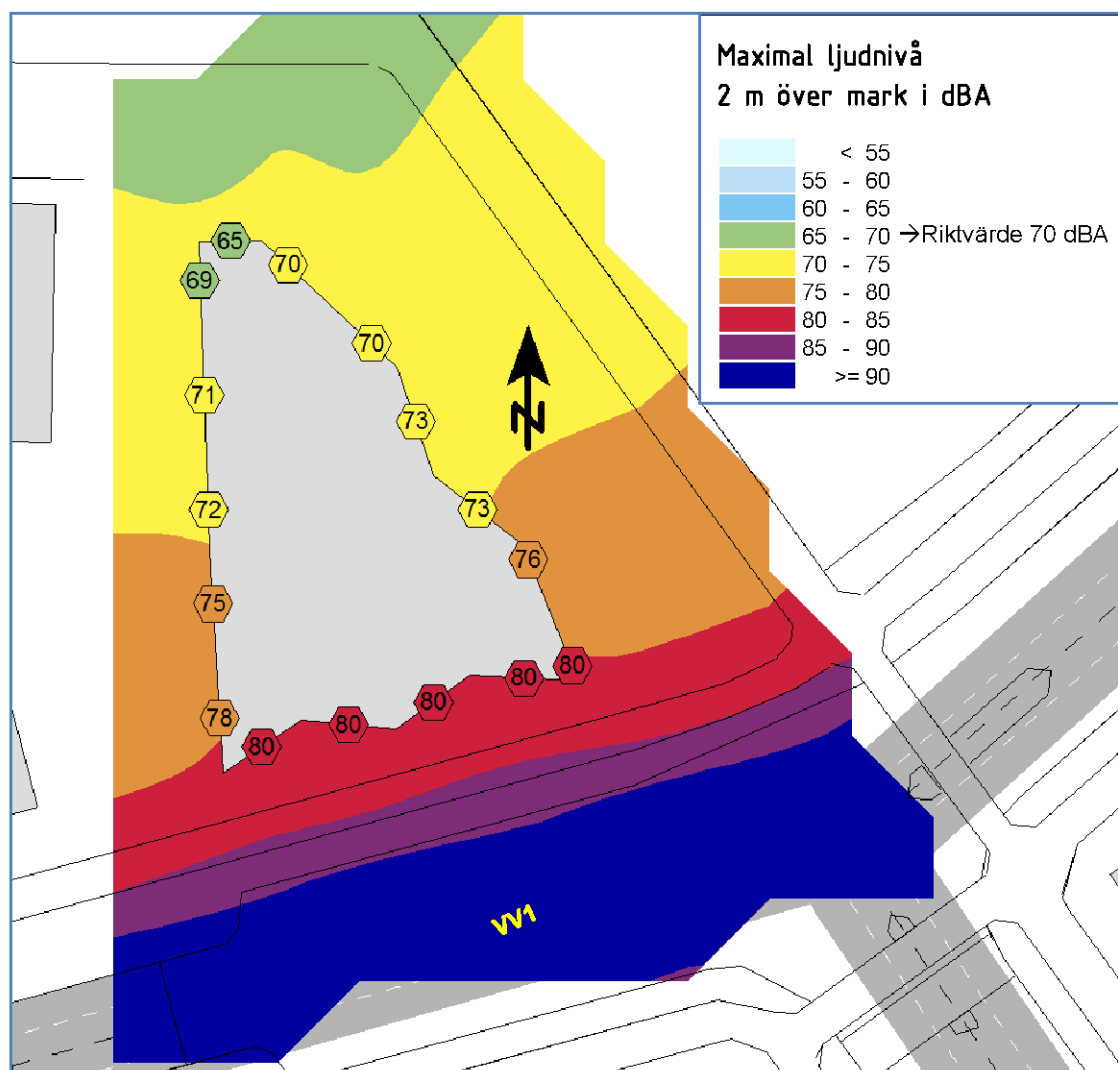 Maximal ljudnivå
2 m över mark i dBA
< 55
55 - 60
60 - 65
65 - 70 →Riktvärde 70 dBA
70 - 75
75 - 80
80 - 85
85 - 90
>= 90
65
70
69
70
71
73
72
73
76
75
80
80
80
78
80
80
N
VV1